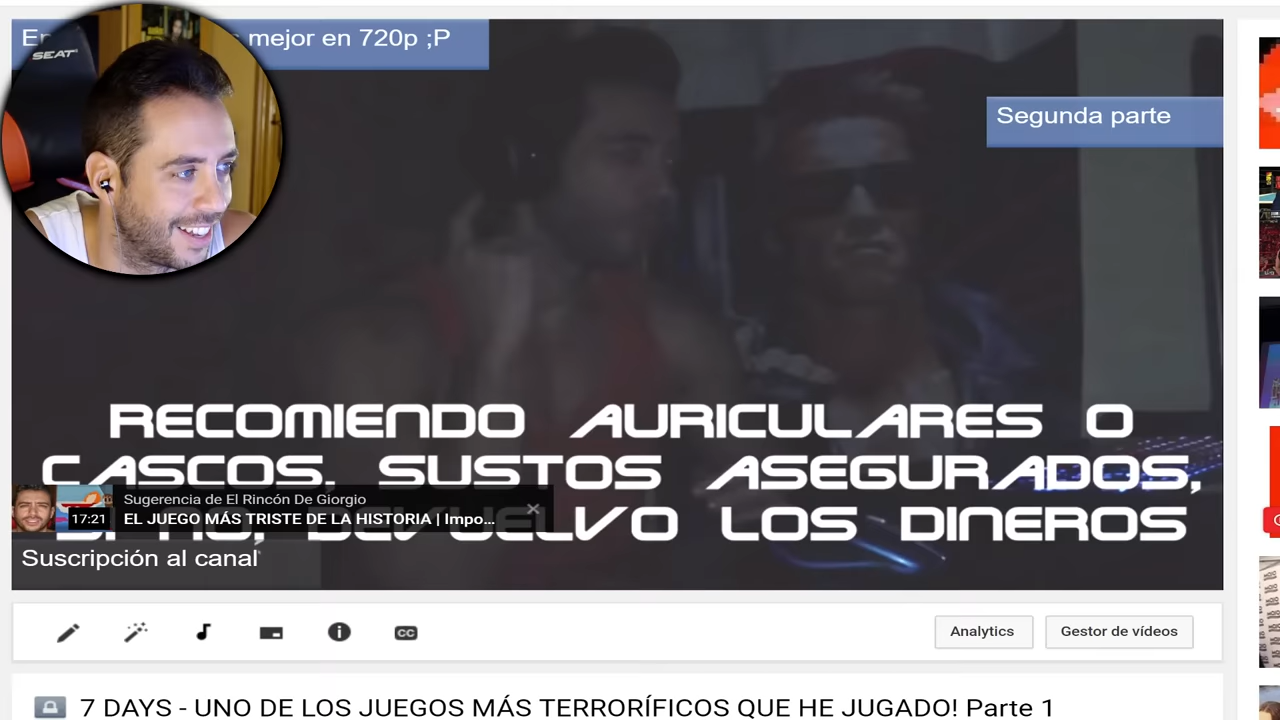 mejor en 720p ;P
SEAT
Segunda parte
RECOMIENDO AURICULARES O
CASCOS. SUSTOS ASEGURADOS,
DEVUELVO LOS DINEROS
Sugerencia de El Rincón De Giorgio
17:21
EL JUEGO MÁS TRISTE DE LA HISTORIA | Impo...
Suscripción al canal
CC
Analytics
Gestor de vídeos
7 DAYS - UNO DE LOS JUEGOS MÁS TERRORÍFICOS QUE HE JUGADO! Parte 1